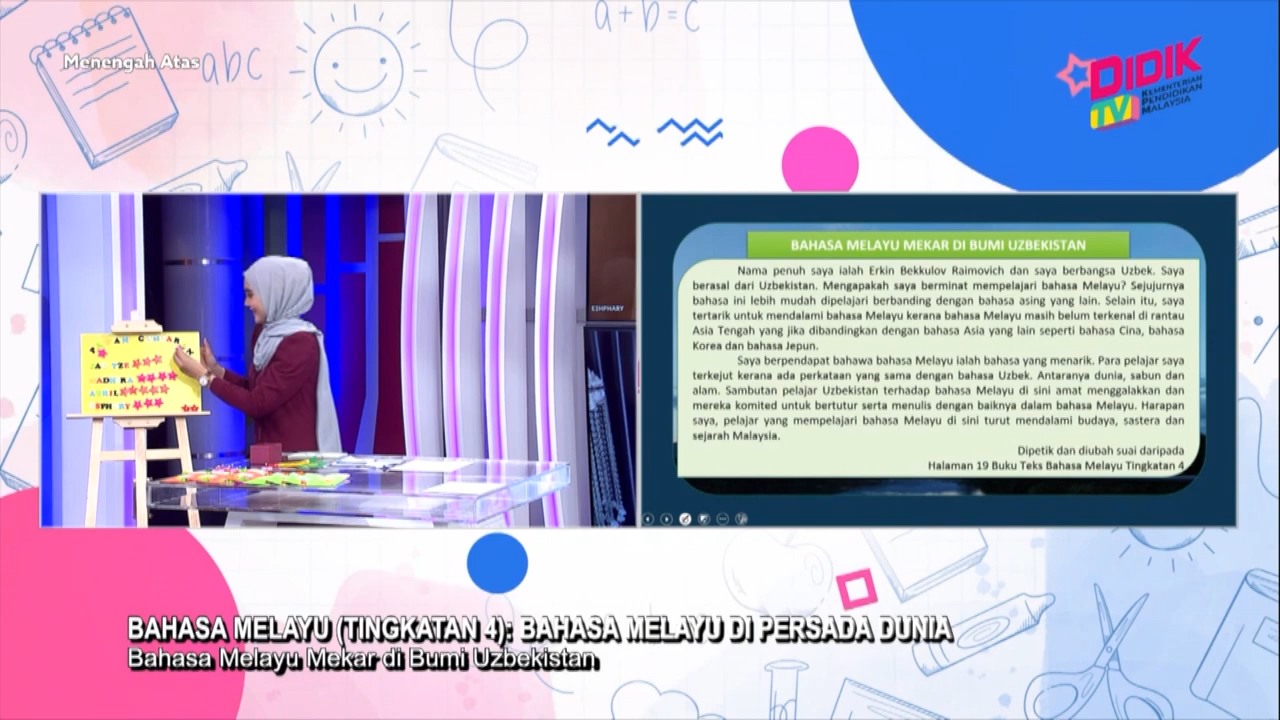 Menengah Atas
abc
a+b=c
DIDIK
TV
KEMENTERIAN
PENDIDIKAN
MALAYSIA
EIMPHARY
BAHASA MELAYU MEKAR DI BUMI UZBEKISTAN
Nama penuh saya ialah Erkin Bekkulov Raimovich dan saya berbangsa Uzbek. Saya
berasal dari Uzbekistan. Mengapakah saya berminat mempelajari bahasa Melayu? Sejujurnya
bahasa ini lebih mudah dipelajari berbanding dengan bahasa asing yang lain. Selain itu, saya
tertarik untuk mendalami bahasa Melayu kerana bahasa Melayu masih belum terkenal di rantau
Asia Tengah yang jika dibandingkan dengan bahasa Asia yang lain seperti bahasa Cina, bahasa
Korea dan bahasa Jepun.
Saya berpendapat bahawa bahasa Melayu ialah bahasa yang menarik. Para pelajar saya
terkejut kerana ada perkataan yang sama dengan bahasa Uzbek. Antaranya dunia, sabun dan
alam. Sambutan pelajar Uzbekistan terhadap bahasa Melayu di sini amat menggalakkan dan
mereka komited untuk bertutur serta menulis dengan baiknya dalam bahasa Melayu. Harapan
saya, pelajar yang mempelajari bahasa Melayu di sini turut mendalami budaya, sastera dan
sejarah Malaysia.
Dipetik dan diubah suai daripada
Halaman 19 Buku Teks Bahasa Melayu Tingkatan 4
BAHASA MELAYU (TINGKATAN 4): BAHASA MELAYU DI PERSADA DUNIA
Bahasa Melayu Mekar di Bumi Uzbekistan